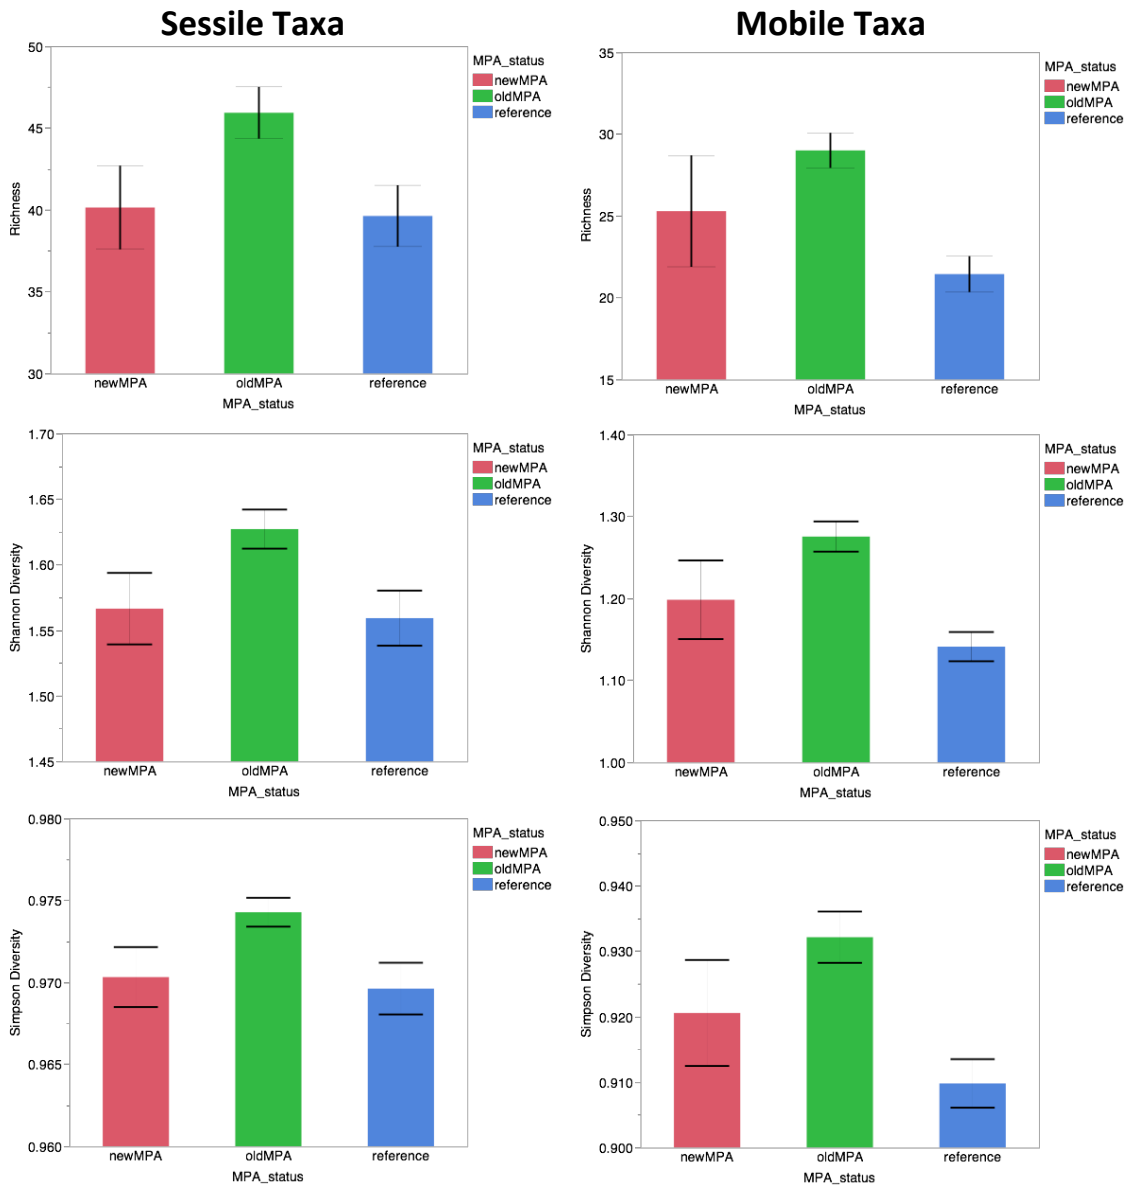 Sessile Taxa
Mobile Taxa
50
45
40
35
30
Richness
newMPA oldMPA reference
MPA_status
MPA_status
newMPA
oldMPA
reference
35
30
25
20
15
Richness
newMPA oldMPA reference
MPA_status
MPA_status
newMPA
oldMPA
reference
1.70
1.65
1.60
1.55
1.50
1.45
Shannon Diversity
newMPA oldMPA reference
MPA_status
MPA_status
newMPA
oldMPA
reference
1.40
1.30
1.20
1.10
1.00
Shannon Diversity
newMPA oldMPA reference
MPA_status
MPA_status
newMPA
oldMPA
reference
0.980
0.975
0.970
0.965
0.960
Simpson Diversity
newMPA oldMPA reference
MPA_status
MPA_status
newMPA
oldMPA
reference
0.950
0.940
0.930
0.920
0.910
0.900
Simpson Diversity
newMPA oldMPA reference
MPA_status
MPA_status
newMPA
oldMPA
reference